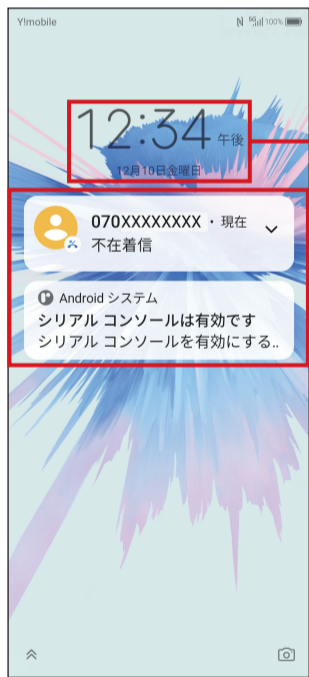 Y!mobile
5G 100%
12:34 午後
12月10日金曜日
070XXXXXXXX・現在
不在着信
Android システム
シリアル コンソールは有効です
シリアル コンソールを有効にする..